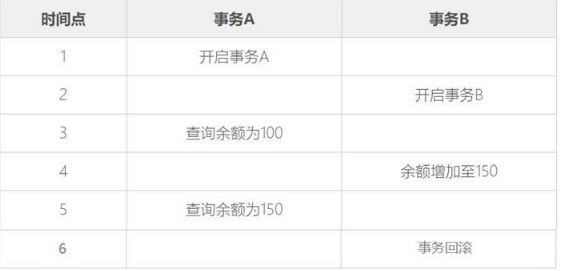 时间点 事务A 事务B
1 开启事务A
2 开启事务B
3 查询余额为100
4 余额增加至150
5 查询余额为150
6 事务回滚